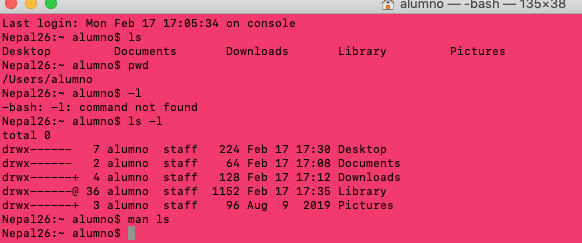 alumno — -bash — 135×38
Last login: Mon Feb 17 17:05:34 on console
Nepal26:~ alumno$ ls
Desktop Documents Downloads Library Pictures
Nepal26:~ alumno$ pwd
/Users/alumno
Nepal26:~ alumno$ -l
-bash: -l: command not found
Nepal26:~ alumno$ ls -l
total 0
drwx------ 7 alumno staff 224 Feb 17 17:30 Desktop
drwx------ 2 alumno staff 64 Feb 17 17:08 Documents
drwx------+ 4 alumno staff 128 Feb 17 17:12 Downloads
drwx------@ 36 alumno staff 1152 Feb 17 17:35 Library
drwx------+ 3 alumno staff 96 Aug 9 2019 Pictures
Nepal26:~ alumno$ man ls
Nepal26:~ alumno$